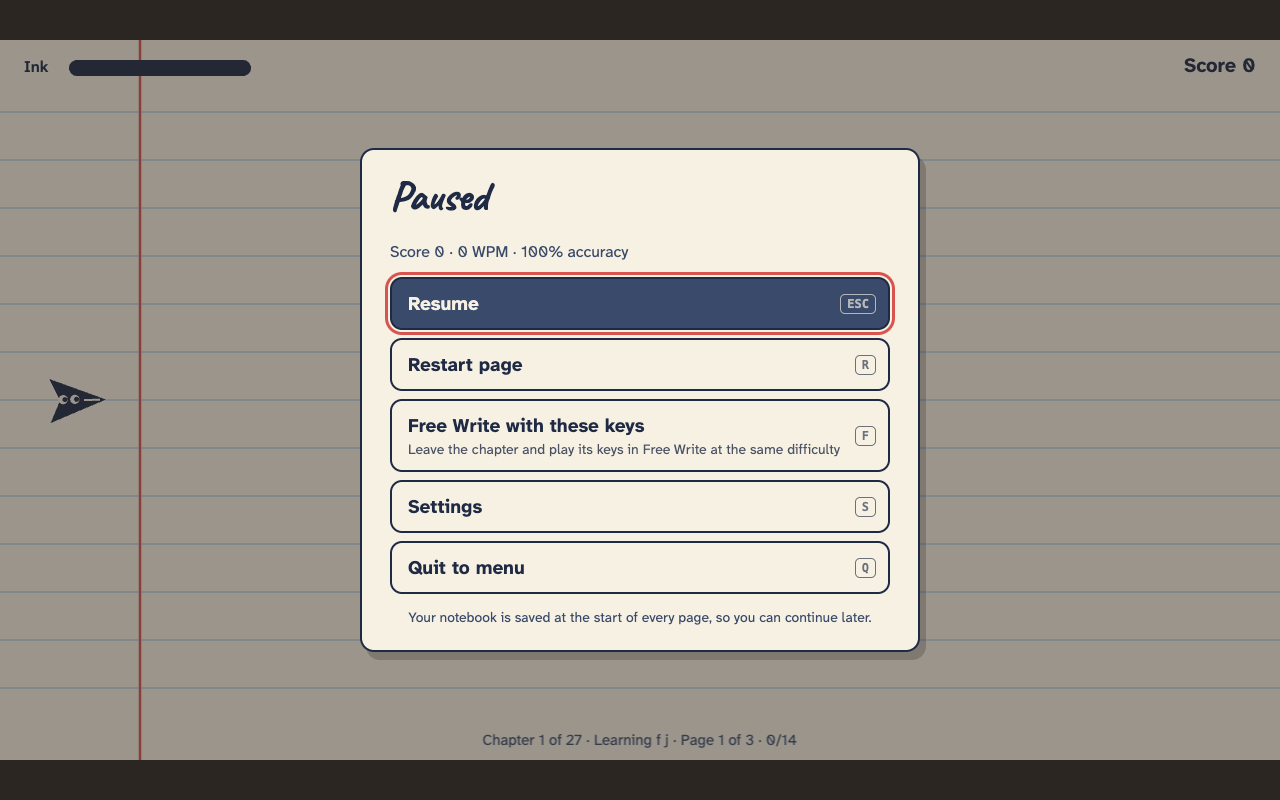 Ink
Score 0
Paused
Score 0 · 0 WPM · 100% accuracy
Resume ESC
Restart page R
Free Write with these keys F
Leave the chapter and play its keys in Free Write at the same difficulty
Settings S
Quit to menu Q
Your notebook is saved at the start of every page, so you can continue later.
Chapter 1 of 27 · Learning f j · Page 1 of 3 · 0/14